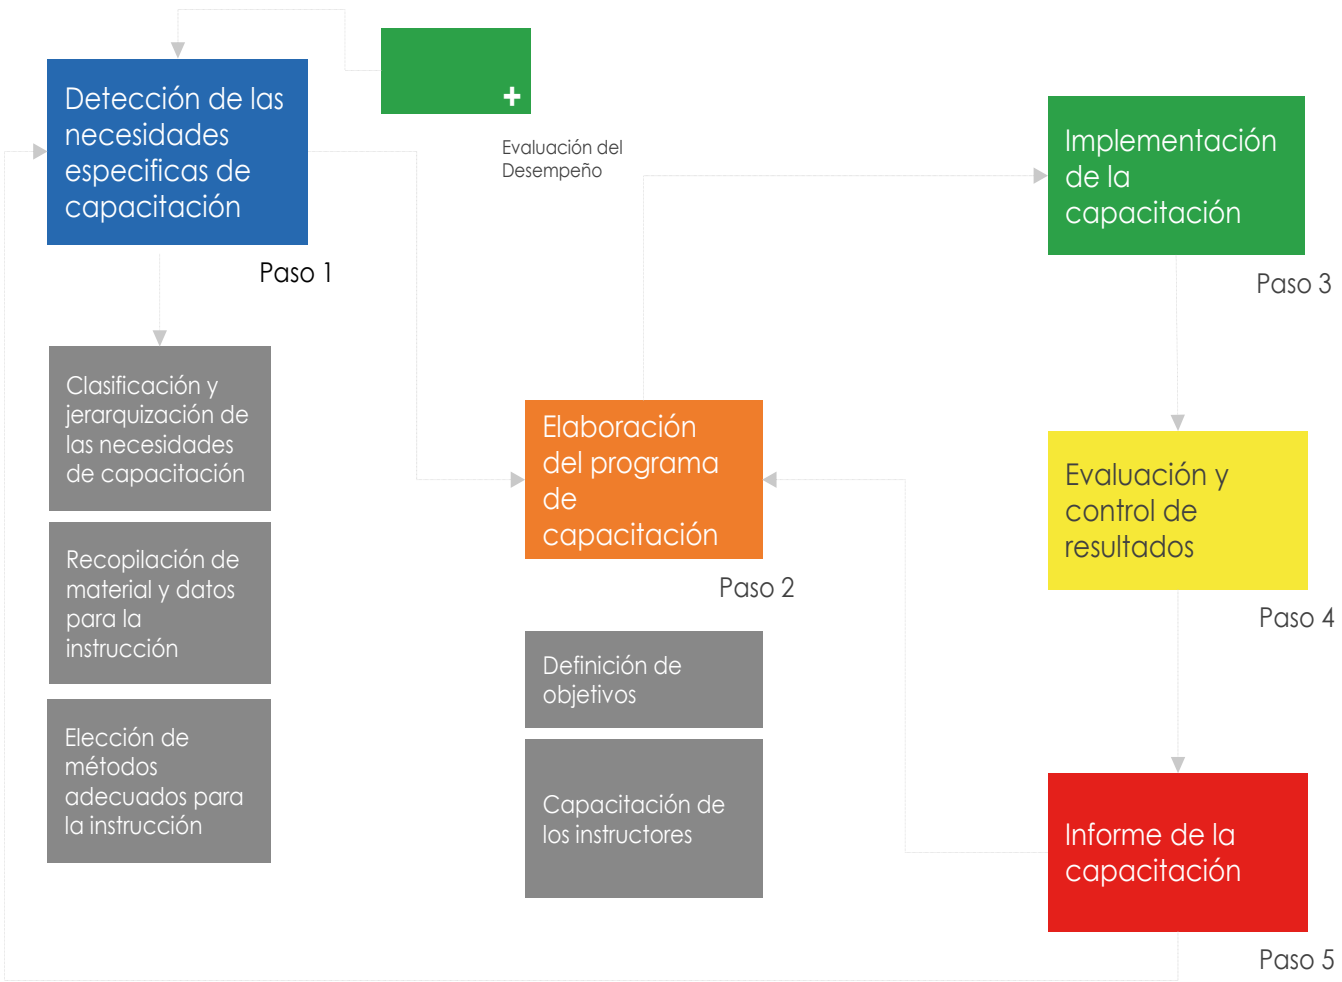 Detección de las
necesidades
especificas de
capacitación
Paso 1
Evaluación del
Desempeño
Clasificación y
jerarquización de
las necesidades
de capacitación
Recopilación de
material y datos
para la
instrucción
Elección de
métodos
adecuados para
la instrucción
Elaboración
del programa
de
capacitación
Paso 2
Definición de
objetivos
Capacitación de
los instructores
Implementación
de la
capacitación
Paso 3
Evaluación y
control de
resultados
Paso 4
Informe de la
capacitación
Paso 5